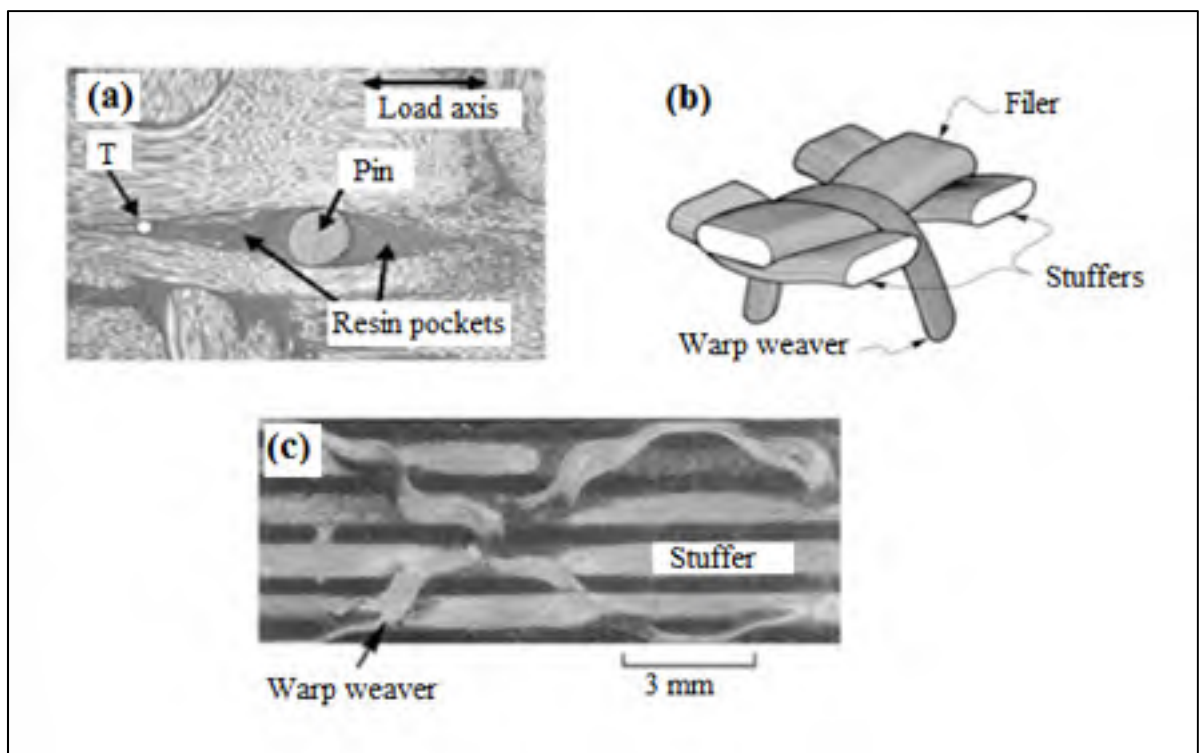 (a)
Load axis
T
Pin
Resin pockets
(b)
Filer
Stuffers
Warp weaver
(c)
Stuffer
Warp weaver
3 mm